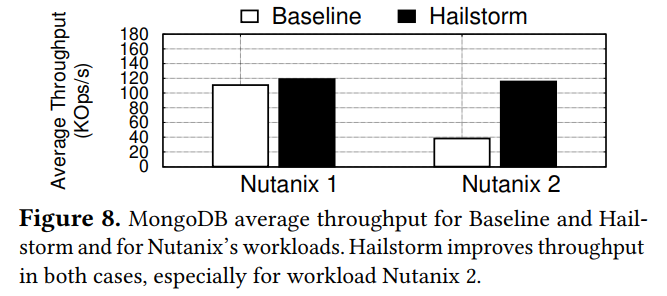 Baseline Hailstorm
Average Throughput
(KOps/s)
180
160
140
120
100
80
60
40
20
0
Nutanix 1 Nutanix 2
Figure 8. MongoDB average throughput for Baseline and Hail-
storm and for Nutanix's workloads. Hailstorm improves throughput
in both cases, especially for workload Nutanix 2.